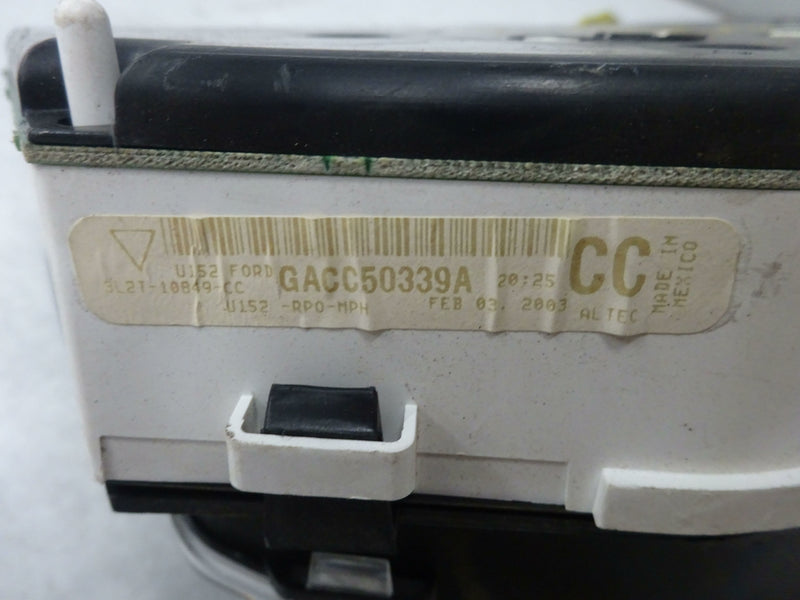 U152 FORD GACC50339A 20:25 CC
3L2T-10849-CC
U152 -RPO-MPH FEB 03, 2003 ALTEC
MADE IN
MEXICO